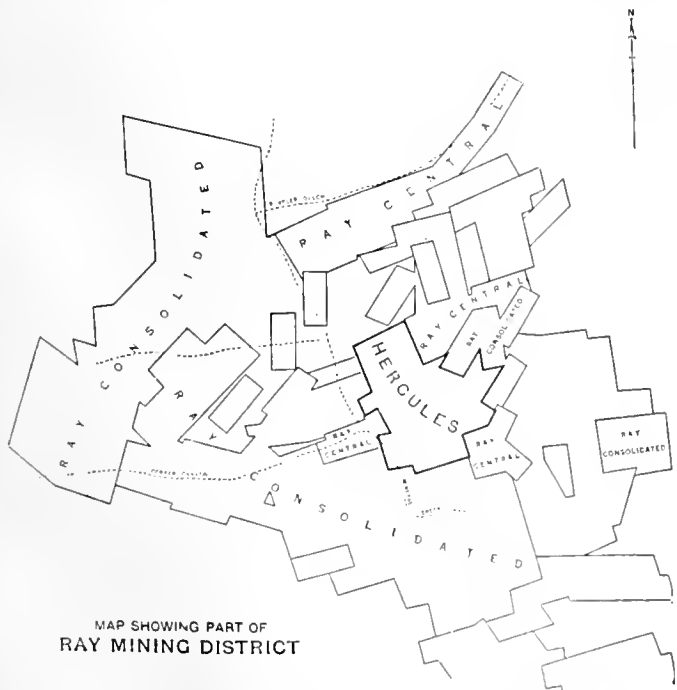 N
RAY CENTRAL
RAY CONSOLIDATED
RAY CENTRAL
RAY
CONSOLIDATED
HERCULES
RAY
CONSOLIDATED
RAY
CENTRAL
RAY
CENTRAL
RAY CONSOLIDATED
MAP SHOWING PART OF
RAY MINING DISTRICT